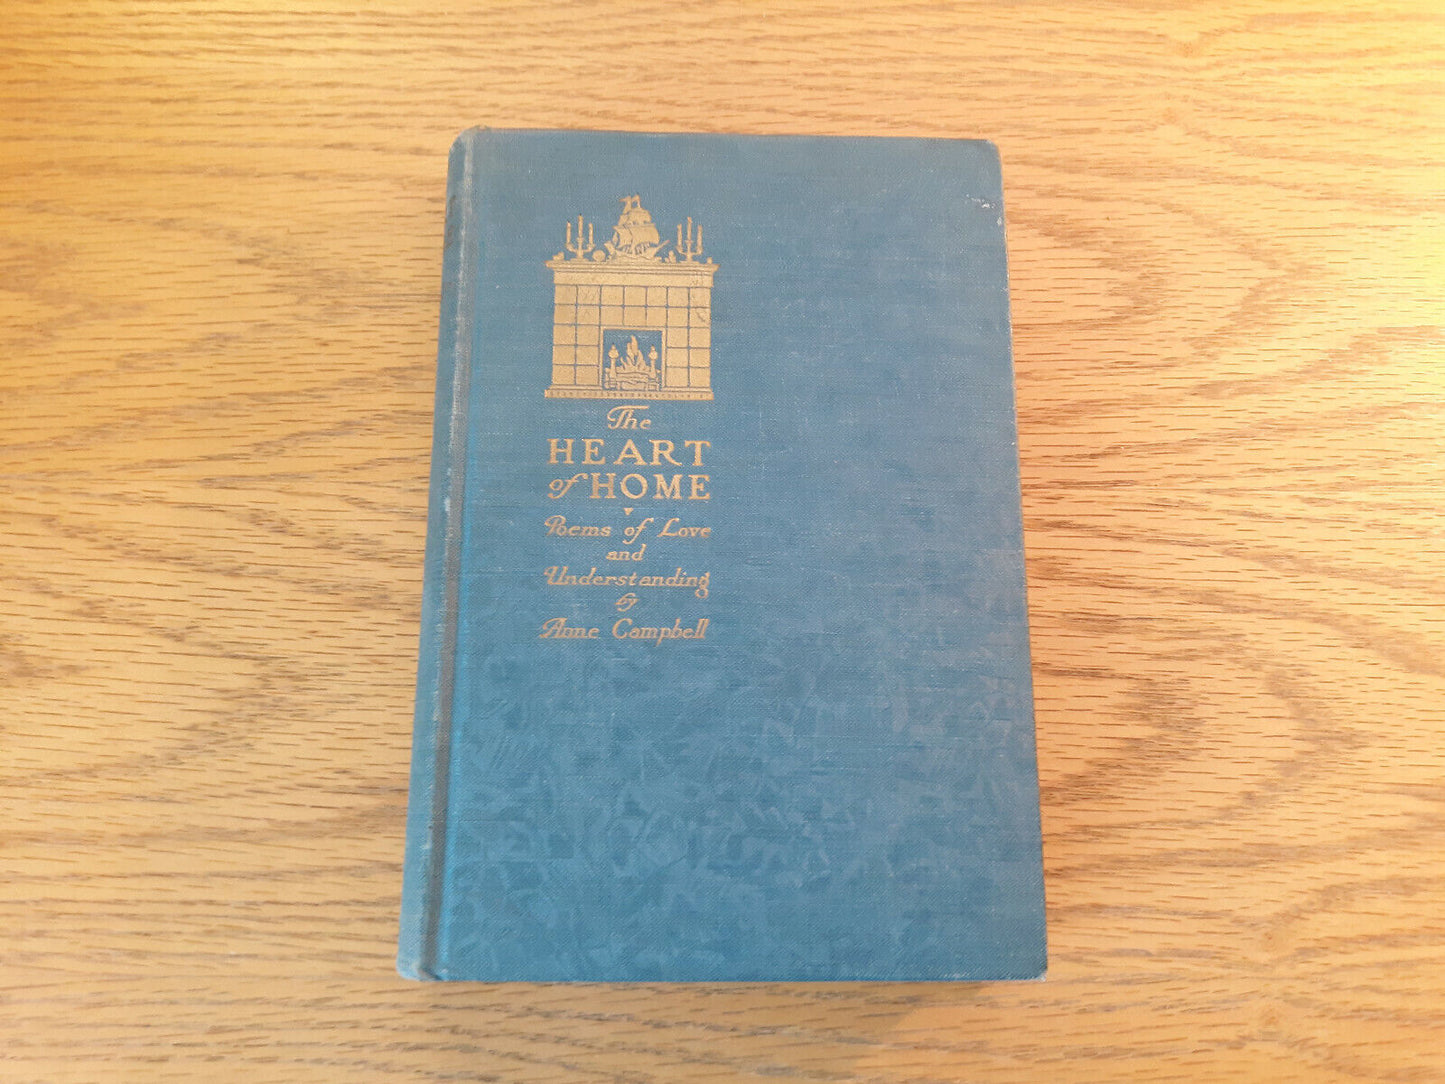 The
HEART
of HOME
Poems of Love
and
Understanding
by
Anne Campbell